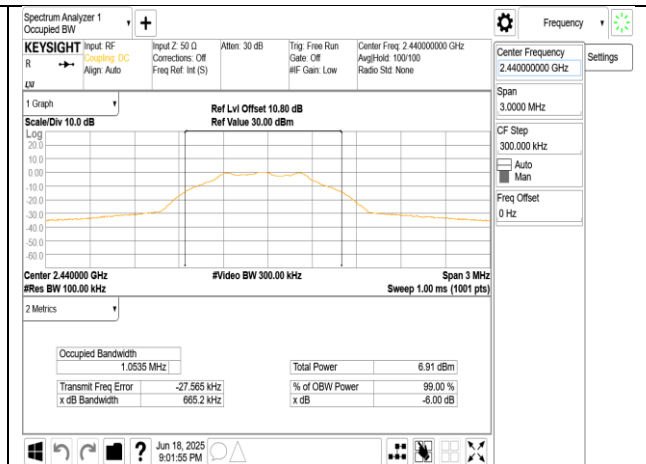 Spectrum Analyzer 1
Occupied BW
+
Frequency
KEYSIGHT
R
LXI
Input: RF
Coupling: DC
Align: Auto
Input Z: 50 Ω
Corrections: Off
Freq Ref: Int (S)
Atten: 30 dB
Trig: Free Run
Gate: Off
#IF Gain: Low
Center Freq: 2.440000000 GHz
Avg|Hold: 100/100
Radio Std: None
Center Frequency
2.440000000 GHz
Settings
Span
3.0000 MHz
CF Step
300.000 kHz
Auto
Man
Freq Offset
0 Hz
1 Graph
Scale/Div 10.0 dB
Ref Lvl Offset 10.80 dB
Ref Value 30.00 dBm
Log
20.0
10.0
0.00
-10.0
-20.0
-30.0
-40.0
-50.0
-60.0
Center 2.440000 GHz
#Video BW 300.00 kHz
Span 3 MHz
#Res BW 100.00 kHz
Sweep 1.00 ms (1001 pts)
2 Metrics
Occupied Bandwidth
1.0535 MHz
Total Power 6.91 dBm
Transmit Freq Error -27.565 kHz
% of OBW Power 99.00 %
x dB Bandwidth 665.2 kHz
x dB -6.00 dB
?
Jun 18, 2025
9:01:55 PM